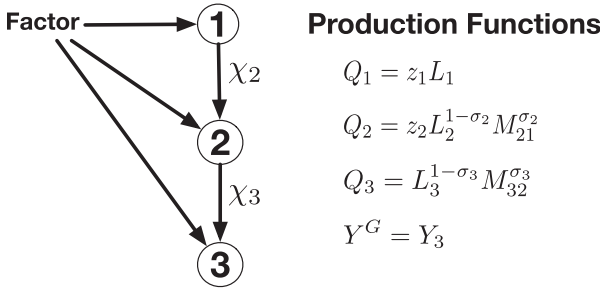 Factor
1
χ₂
2
χ₃
3
Production Functions
Q₁ = z₁L₁
Q₂ = z₂L₂^{1−σ₂}M₂₁^{σ₂}
Q₃ = L₃^{1−σ₃}M₃₂^{σ₃}
Y^G = Y₃